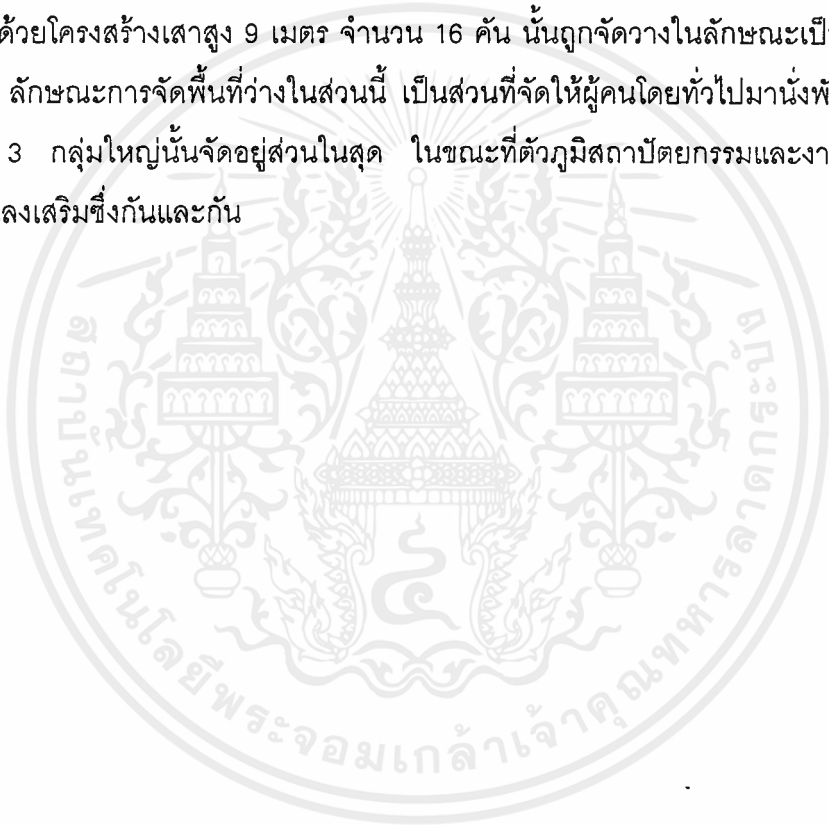 ด้วยโครงสร้างเสาสูง 9 เมตร จำนวน 16 คัน นั้นถูกจัดวางในลักษณะเป็
ลักษณะการจัดพื้นที่ว่างในส่วนนี้ เป็นส่วนที่จัดให้ผู้คนโดยทั่วไปมานั่งพั
3 กลุ่มใหญ่นั้นจัดอยู่ส่วนในสุด ในขณะที่ตัวภูมิสถาปัตยกรรมและงา
ลงเสริมซึ่งกันและกัน
สถาบันเทคโนโลยีพระจอมเกล้าเจ้าคุณทหารลาดกระบัง